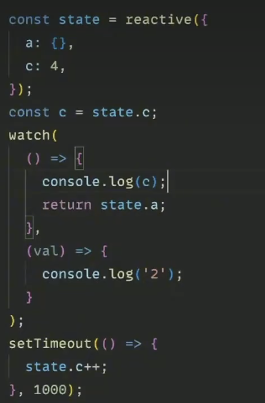 const state = reactive({
  a: {},
  c: 4,
});
const c = state.c;
watch(
  () => {
    console.log(c);
    return state.a;
  },
  (val) => {
    console.log('2');
  }
);
setTimeout(() => {
  state.c++;
}, 1000);